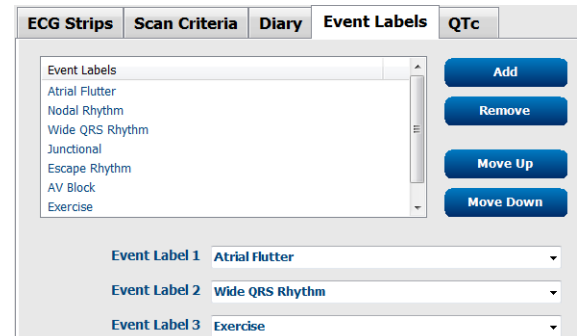 ECG Strips Scan Criteria Diary Event Labels QTc
Event Labels
Atrial Flutter
Nodal Rhythm
Wide QRS Rhythm
Junctional
Escape Rhythm
AV Block
Exercise
Add
Remove
Move Up
Move Down
Event Label 1 Atrial Flutter
Event Label 2 Wide QRS Rhythm
Event Label 3 Exercise